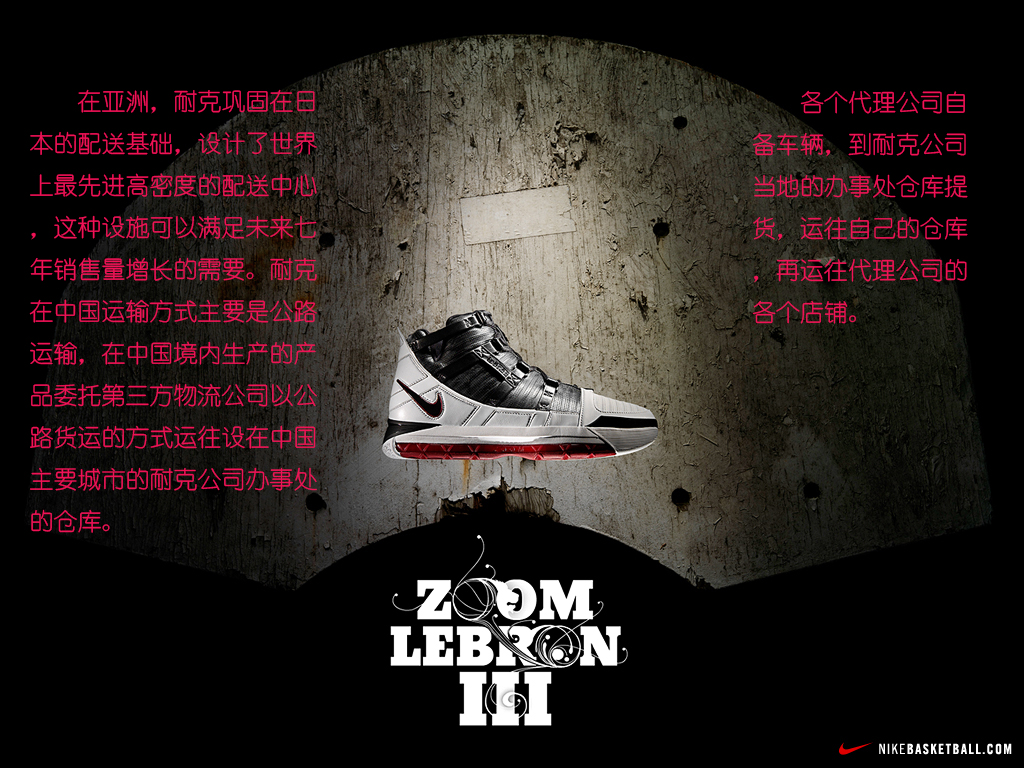 在亚洲，耐克巩固在日
本的配送基础，设计了世界
上最先进高密度的配送中心
，这种设施可以满足未来七
年销售量增长的需要。耐克
在中国运输方式主要是公路
运输，在中国境内生产的产
品委托第三方物流公司以公
路货运的方式运往设在中国
主要城市的耐克公司办事处
的仓库。
各个代理公司自
备车辆，到耐克公司
当地的办事处仓库提
货，运往自己的仓库
，再运往代理公司的
各个店铺。
ZOOM
LEBRON
III
NIKEBASKETBALL.COM